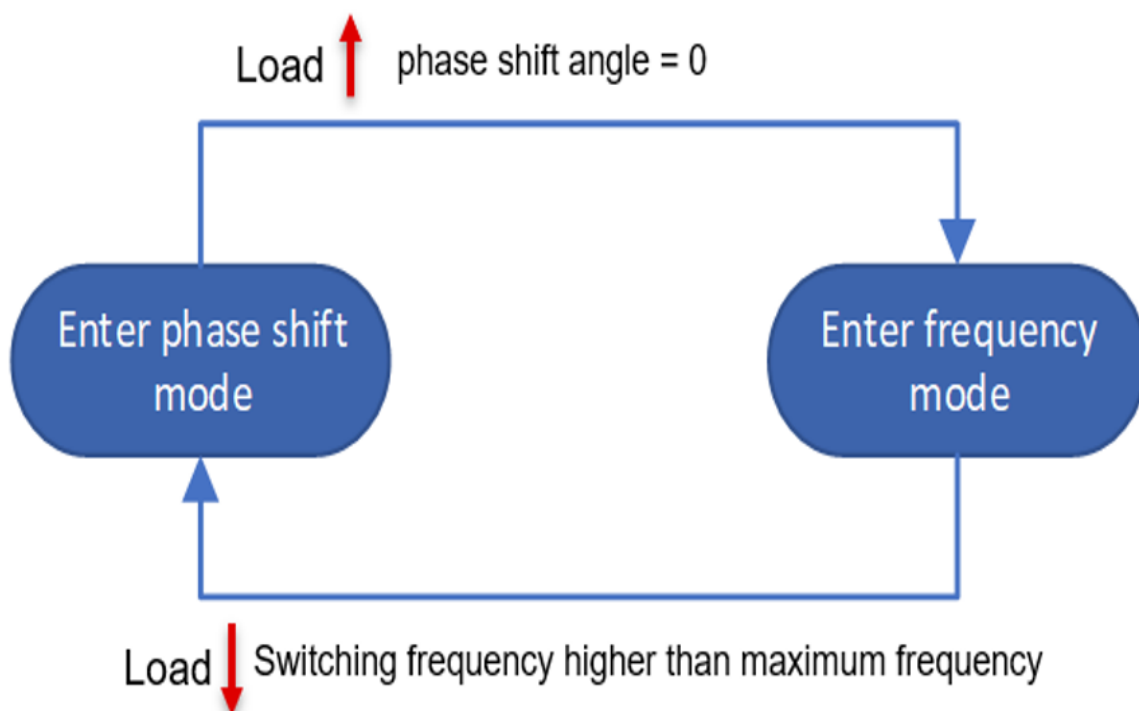 Load phase shift angle = 0
Enter phase shift
mode
Enter frequency
mode
Load Switching frequency higher than maximum frequency